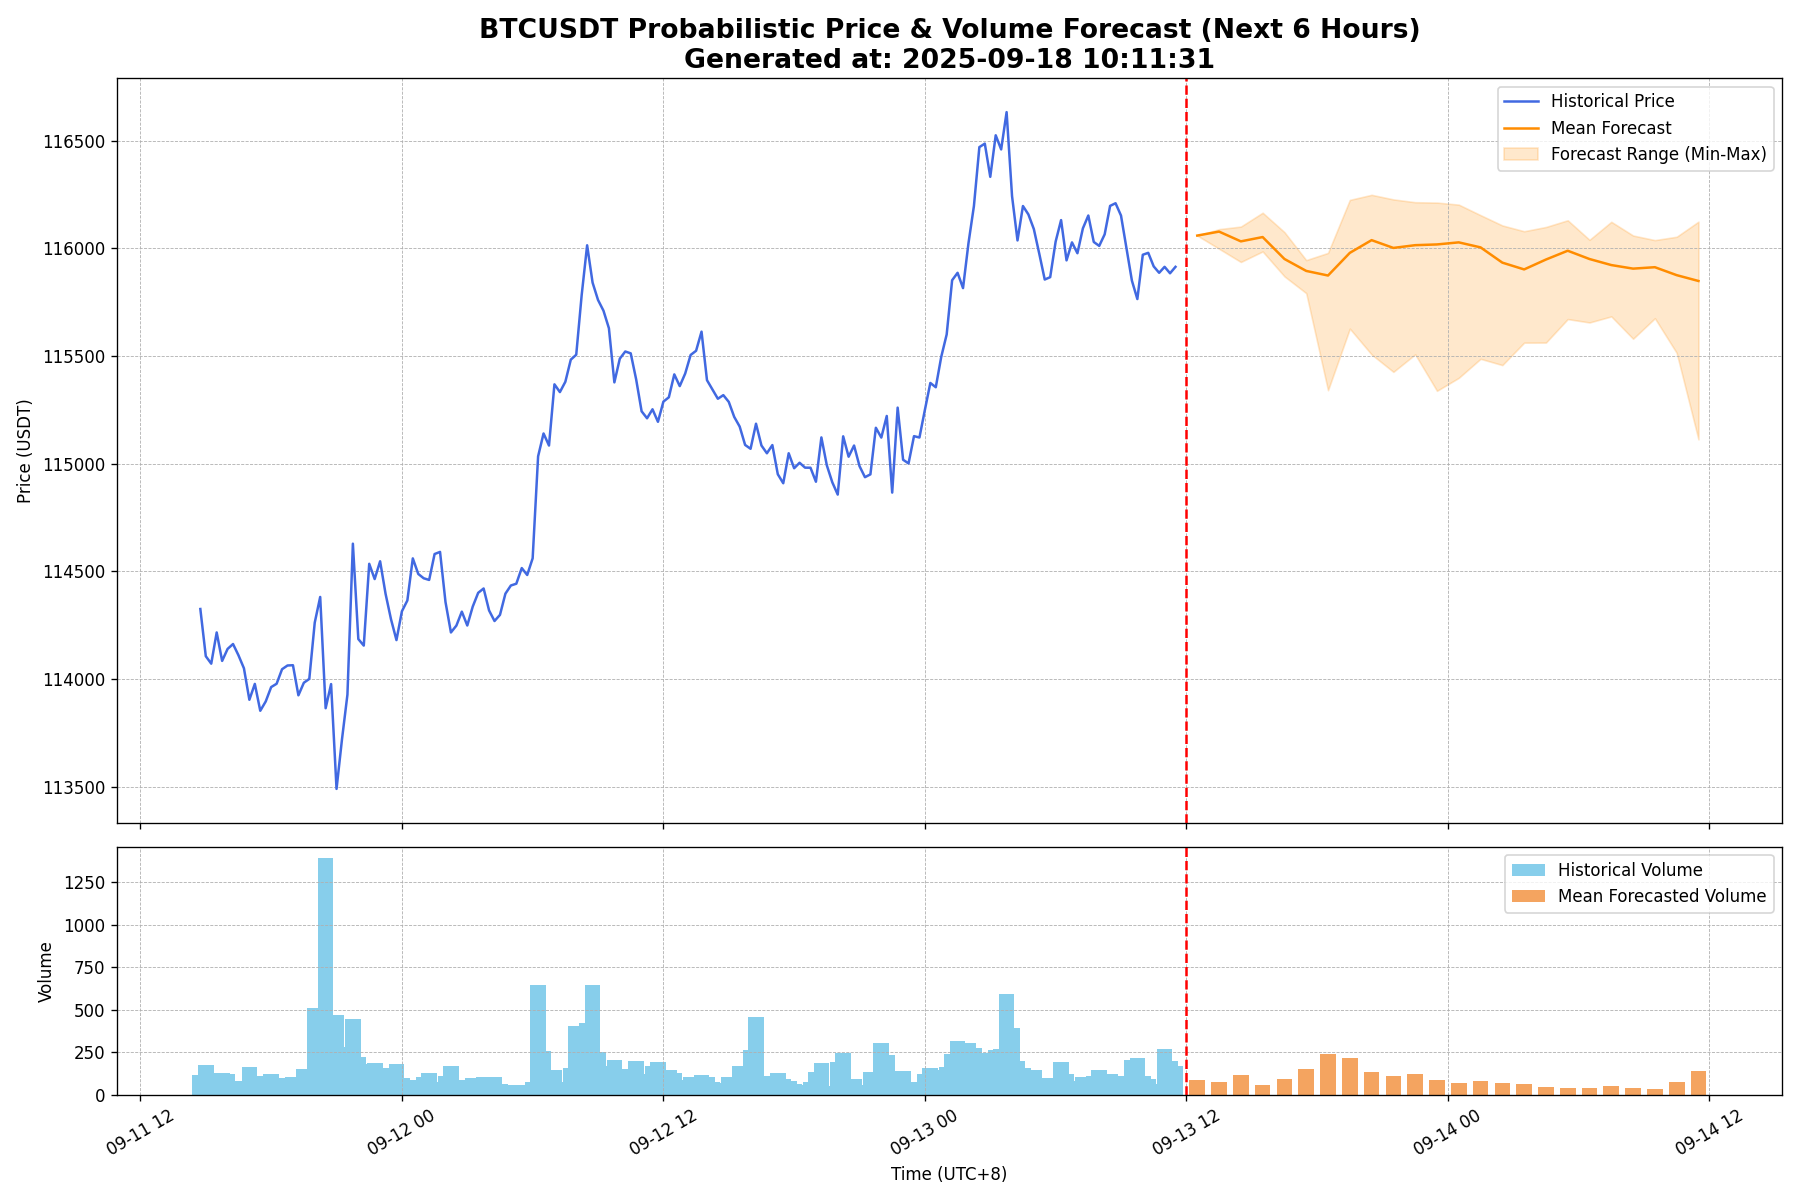 BTCUSDT Probabilistic Price & Volume Forecast (Next 6 Hours)
Generated at: 2025-09-18 10:11:31
Historical Price
Mean Forecast
Forecast Range (Min-Max)
116500
116000
115500
115000
114500
114000
113500
Price (USDT)
Historical Volume
Mean Forecasted Volume
1250
1000
750
500
250
0
Volume
09-11 12
09-12 00
09-12 12
09-13 00
09-13 12
09-14 00
09-14 12
Time (UTC+8)